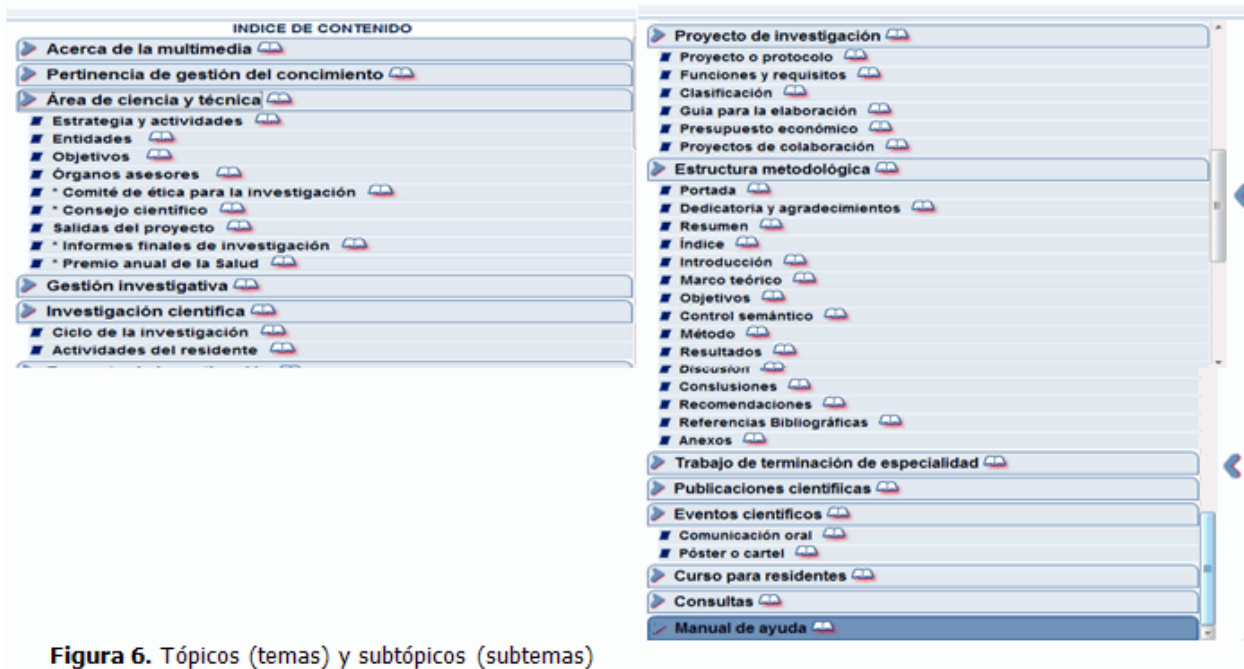 INDICE DE CONTENIDO
Acerca de la multimedia
Pertinencia de gestión del concimiento
Área de ciencia y técnica
Estrategia y actividades
Entidades
Objetivos
Órganos asesores
* Comité de ética para la investigación
* Consejo científico
Salidas del proyecto
* Informes finales de investigación
* Premio anual de la Salud
Gestión investigativa
Investigación científica
Ciclo de la investigación
Actividades del residente
Proyecto de investigación
Proyecto o protocolo
Funciones y requisitos
Clasificación
Guia para la elaboración
Presupuesto económico
Proyectos de colaboración
Estructura metodológica
Portada
Dedicatoria y agradecimientos
Resumen
Índice
Introducción
Marco teórico
Objetivos
Control semántico
Método
Resultados
Discusión
Conslusiones
Recomendaciones
Referencias Bibliográficas
Anexos
Trabajo de terminación de especialidad
Publicaciones cientifíicas
Eventos científicos
Comunicación oral
Póster o cartel
Curso para residentes
Consultas
Manual de ayuda
Figura 6. Tópicos (temas) y subtópicos (subtemas)